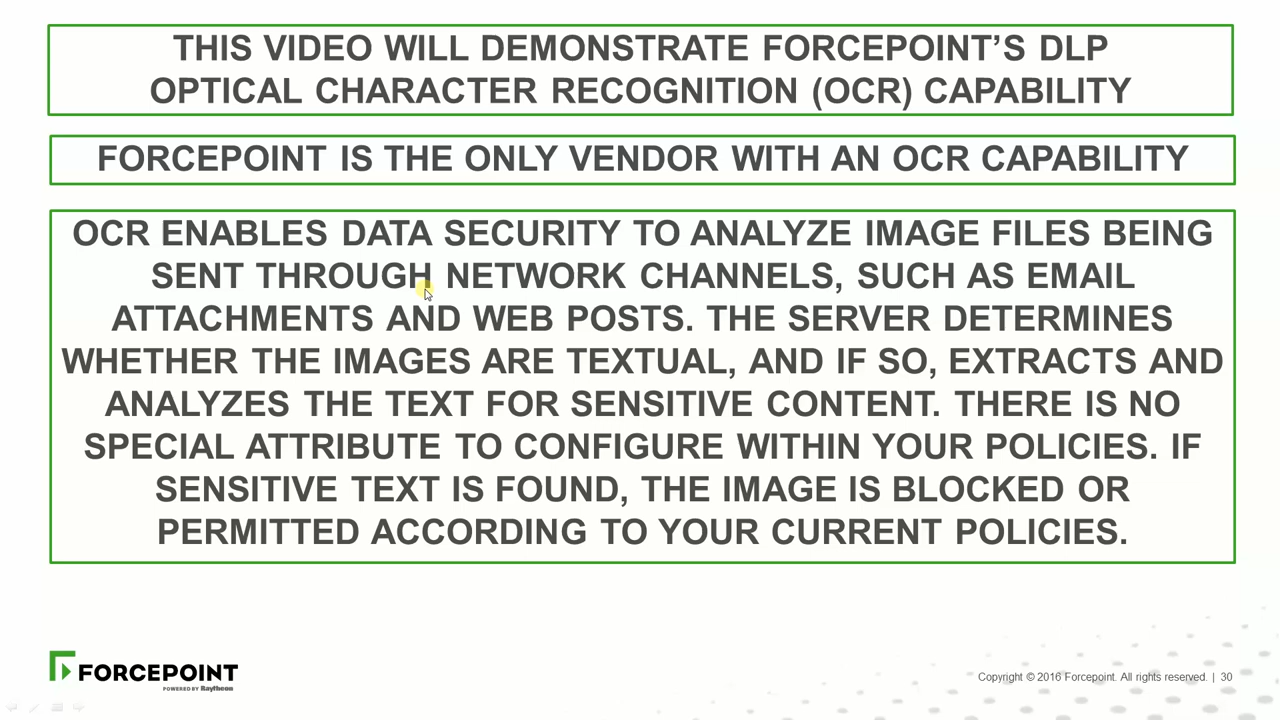 THIS VIDEO WILL DEMONSTRATE FORCEPOINT’S DLP
OPTICAL CHARACTER RECOGNITION (OCR) CAPABILITY
FORCEPOINT IS THE ONLY VENDOR WITH AN OCR CAPABILITY
OCR ENABLES DATA SECURITY TO ANALYZE IMAGE FILES BEING
SENT THROUGH NETWORK CHANNELS, SUCH AS EMAIL
ATTACHMENTS AND WEB POSTS. THE SERVER DETERMINES
WHETHER THE IMAGES ARE TEXTUAL, AND IF SO, EXTRACTS AND
ANALYZES THE TEXT FOR SENSITIVE CONTENT. THERE IS NO
SPECIAL ATTRIBUTE TO CONFIGURE WITHIN YOUR POLICIES. IF
SENSITIVE TEXT IS FOUND, THE IMAGE IS BLOCKED OR
PERMITTED ACCORDING TO YOUR CURRENT POLICIES.
FORCEPOINT
POWERED BY Raytheon
Copyright © 2016 Forcepoint. All rights reserved. | 30